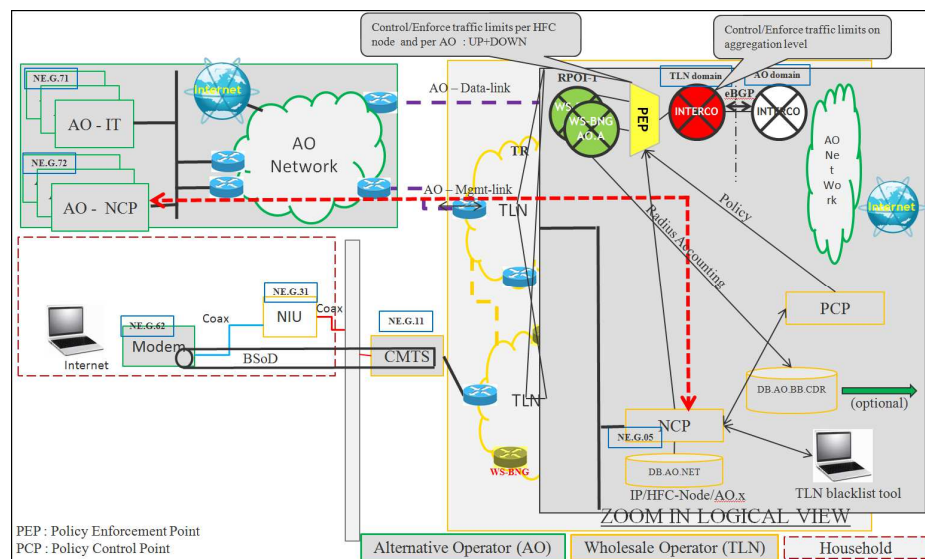 Control/Enforce traffic limits per HFC
node and per AO : UP+DOWN
Control/Enforce traffic limits on
aggregation level
NE.G.71
AO - IT
NE.G.72
AO - NCP
Internet
AO
Network
AO – Data-link
AO – Mgmt-link
TR
TLN
TLN
WS-BNG
RPOI-1
WS-BNG
AO-A
PEP
TLN domain
INTERCO
eBGP
AO domain
INTERCO
AO
Net
Wo
rk
Internet
Policy
Radius Accounting
PCP
DB.AO.BB.CDR
(optional)
NCP
NE.G.05
DB.AO.NET
IP/HFC-Node/AO.x
TLN blacklist tool
ZOOM IN LOGICAL VIEW
Internet
NE.G.62
Modem
Coax
NE.G.31
NIU
Coax
BSoD
NE.G.11
CMTS
PEP : Policy Enforcement Point
PCP : Policy Control Point
Alternative Operator (AO)
Wholesale Operator (TLN)
Household